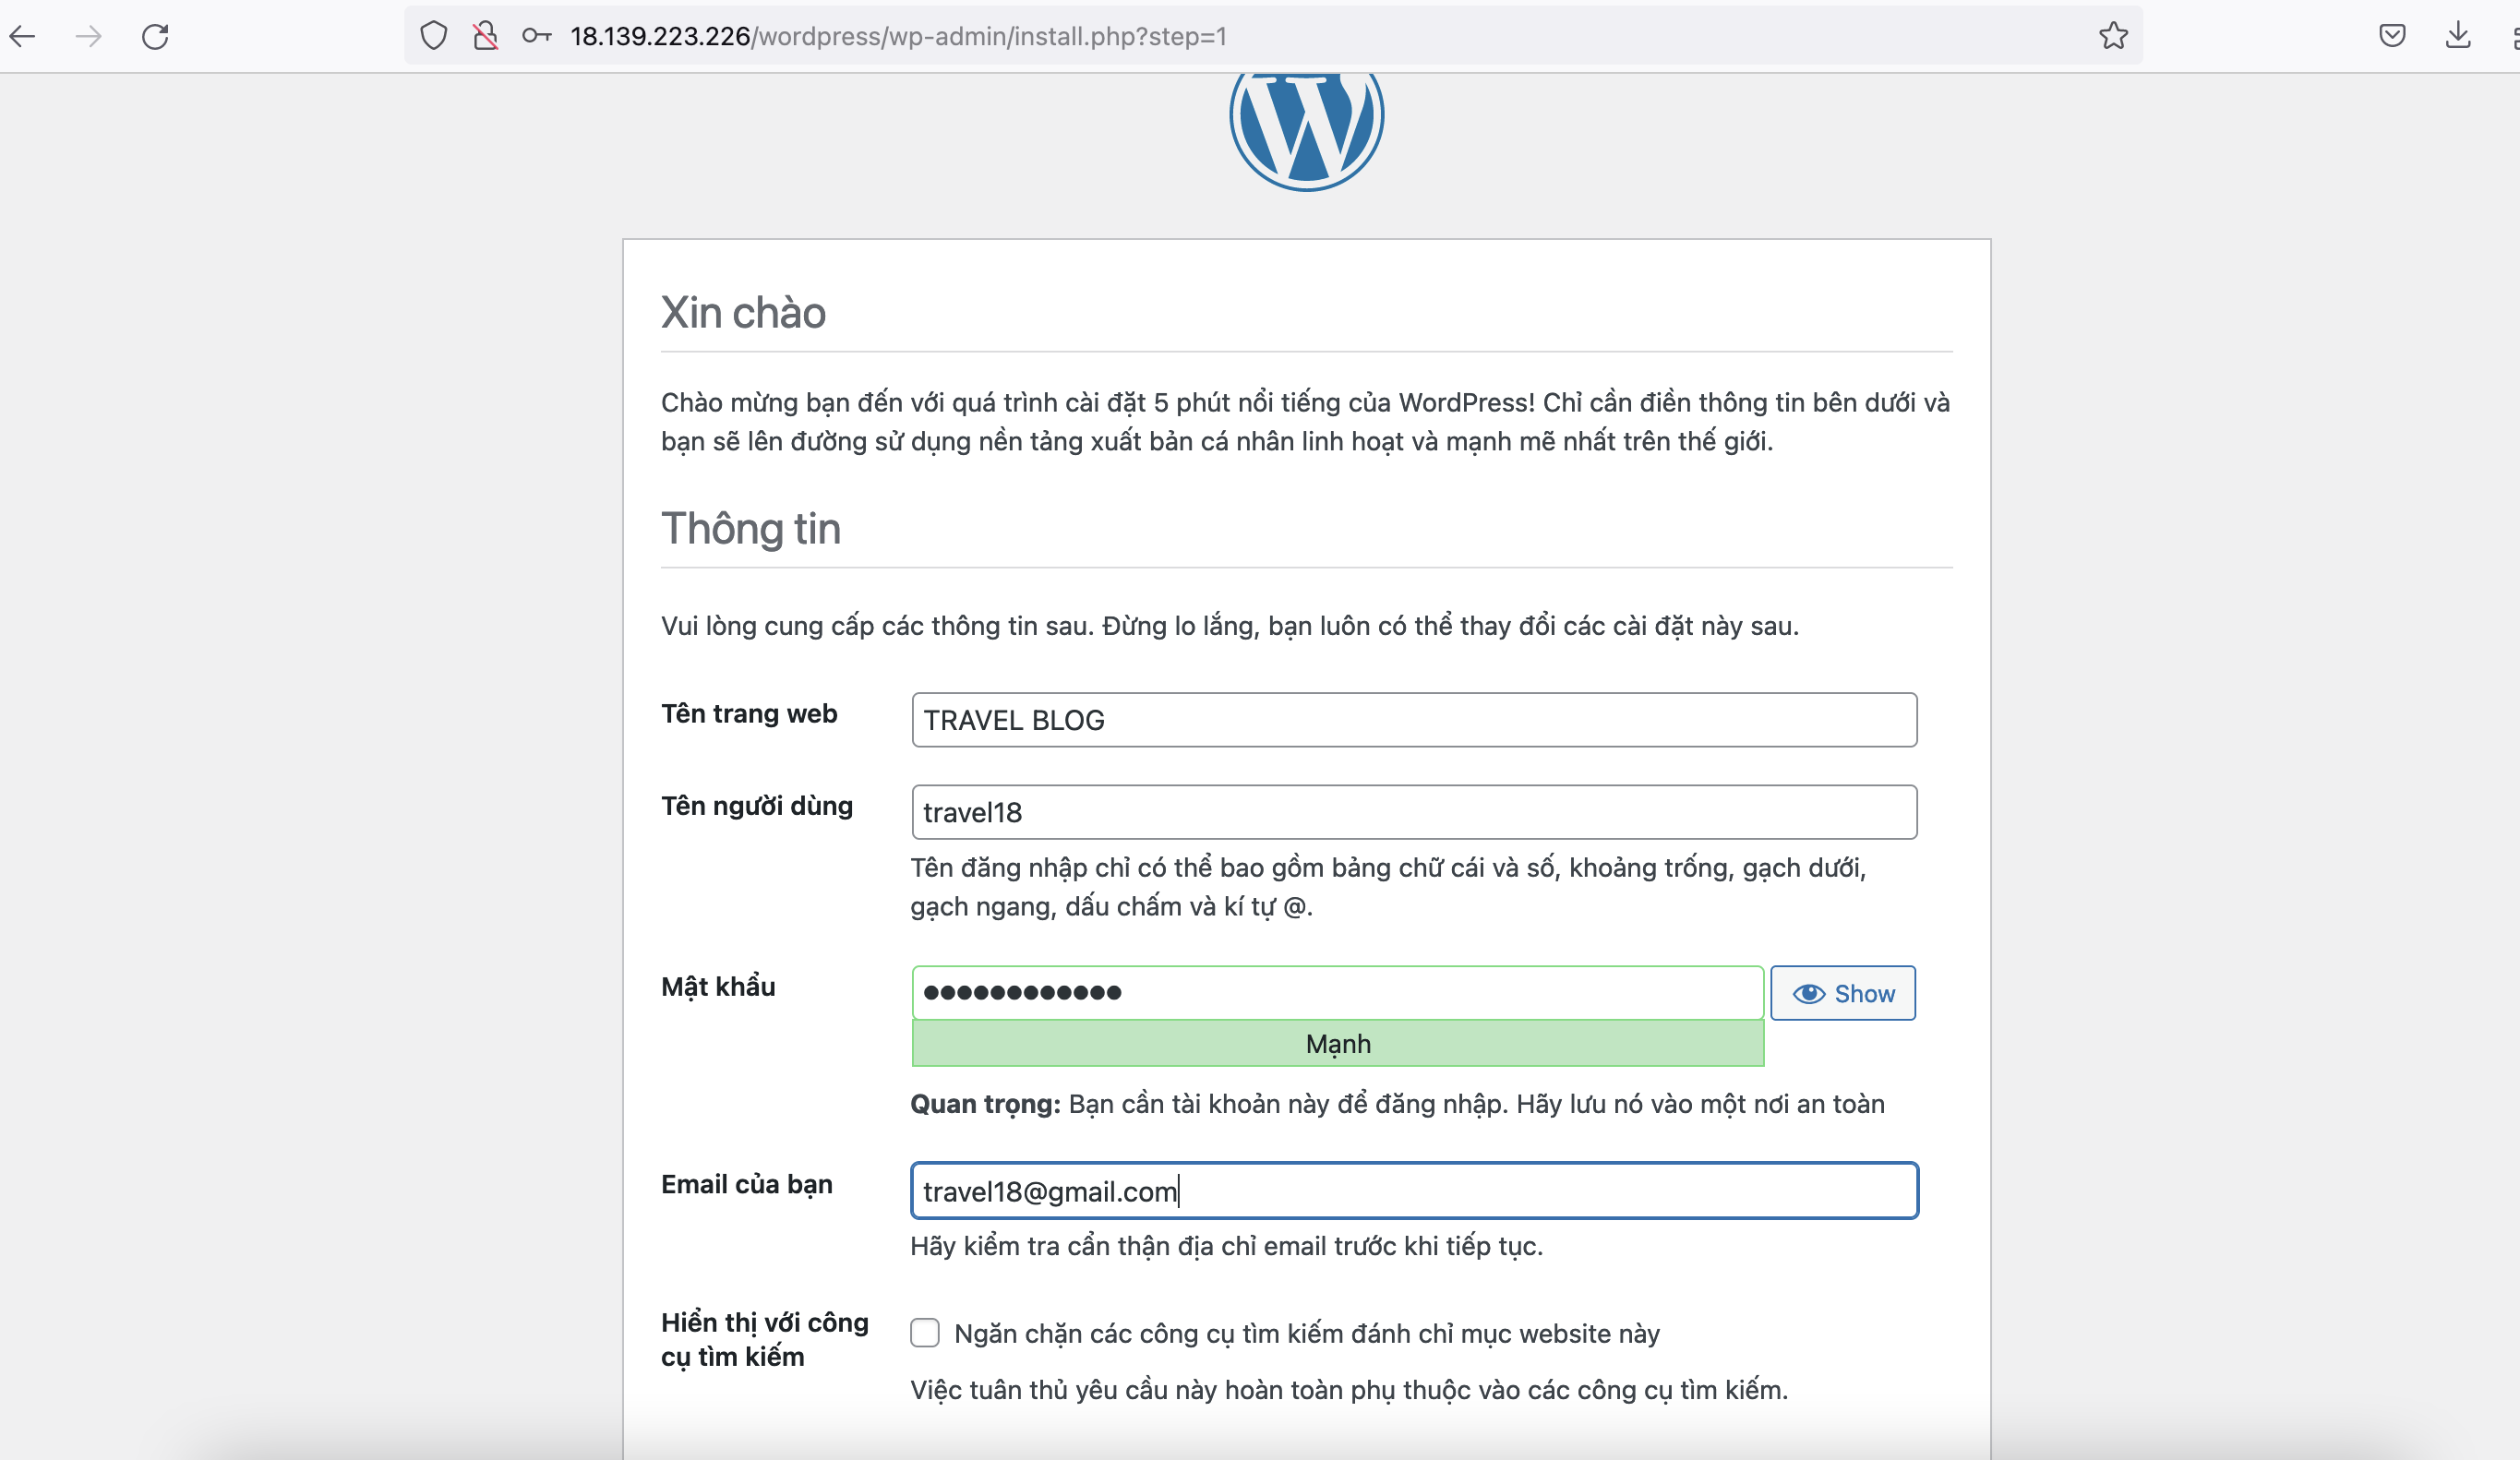 18.139.223.226/wordpress/wp-admin/install.php?step=1
Xin chào
Chào mừng bạn đến với quá trình cài đặt 5 phút nổi tiếng của WordPress! Chỉ cần điền thông tin bên dưới và
bạn sẽ lên đường sử dụng nền tảng xuất bản cá nhân linh hoạt và mạnh mẽ nhất trên thế giới.
Thông tin
Vui lòng cung cấp các thông tin sau. Đừng lo lắng, bạn luôn có thể thay đổi các cài đặt này sau.
Tên trang web
TRAVEL BLOG
Tên người dùng
travel18
Tên đăng nhập chỉ có thể bao gồm bảng chữ cái và số, khoảng trống, gạch dưới,
gạch ngang, dấu chấm và kí tự @.
Mật khẩu
●●●●●●●●●●●●
Show
Mạnh
Quan trọng: Bạn cần tài khoản này để đăng nhập. Hãy lưu nó vào một nơi an toàn
Email của bạn
travel18@gmail.com
Hãy kiểm tra cẩn thận địa chỉ email trước khi tiếp tục.
Hiển thị với công
cụ tìm kiếm
Ngăn chặn các công cụ tìm kiếm đánh chỉ mục website này
Việc tuân thủ yêu cầu này hoàn toàn phụ thuộc vào các công cụ tìm kiếm.